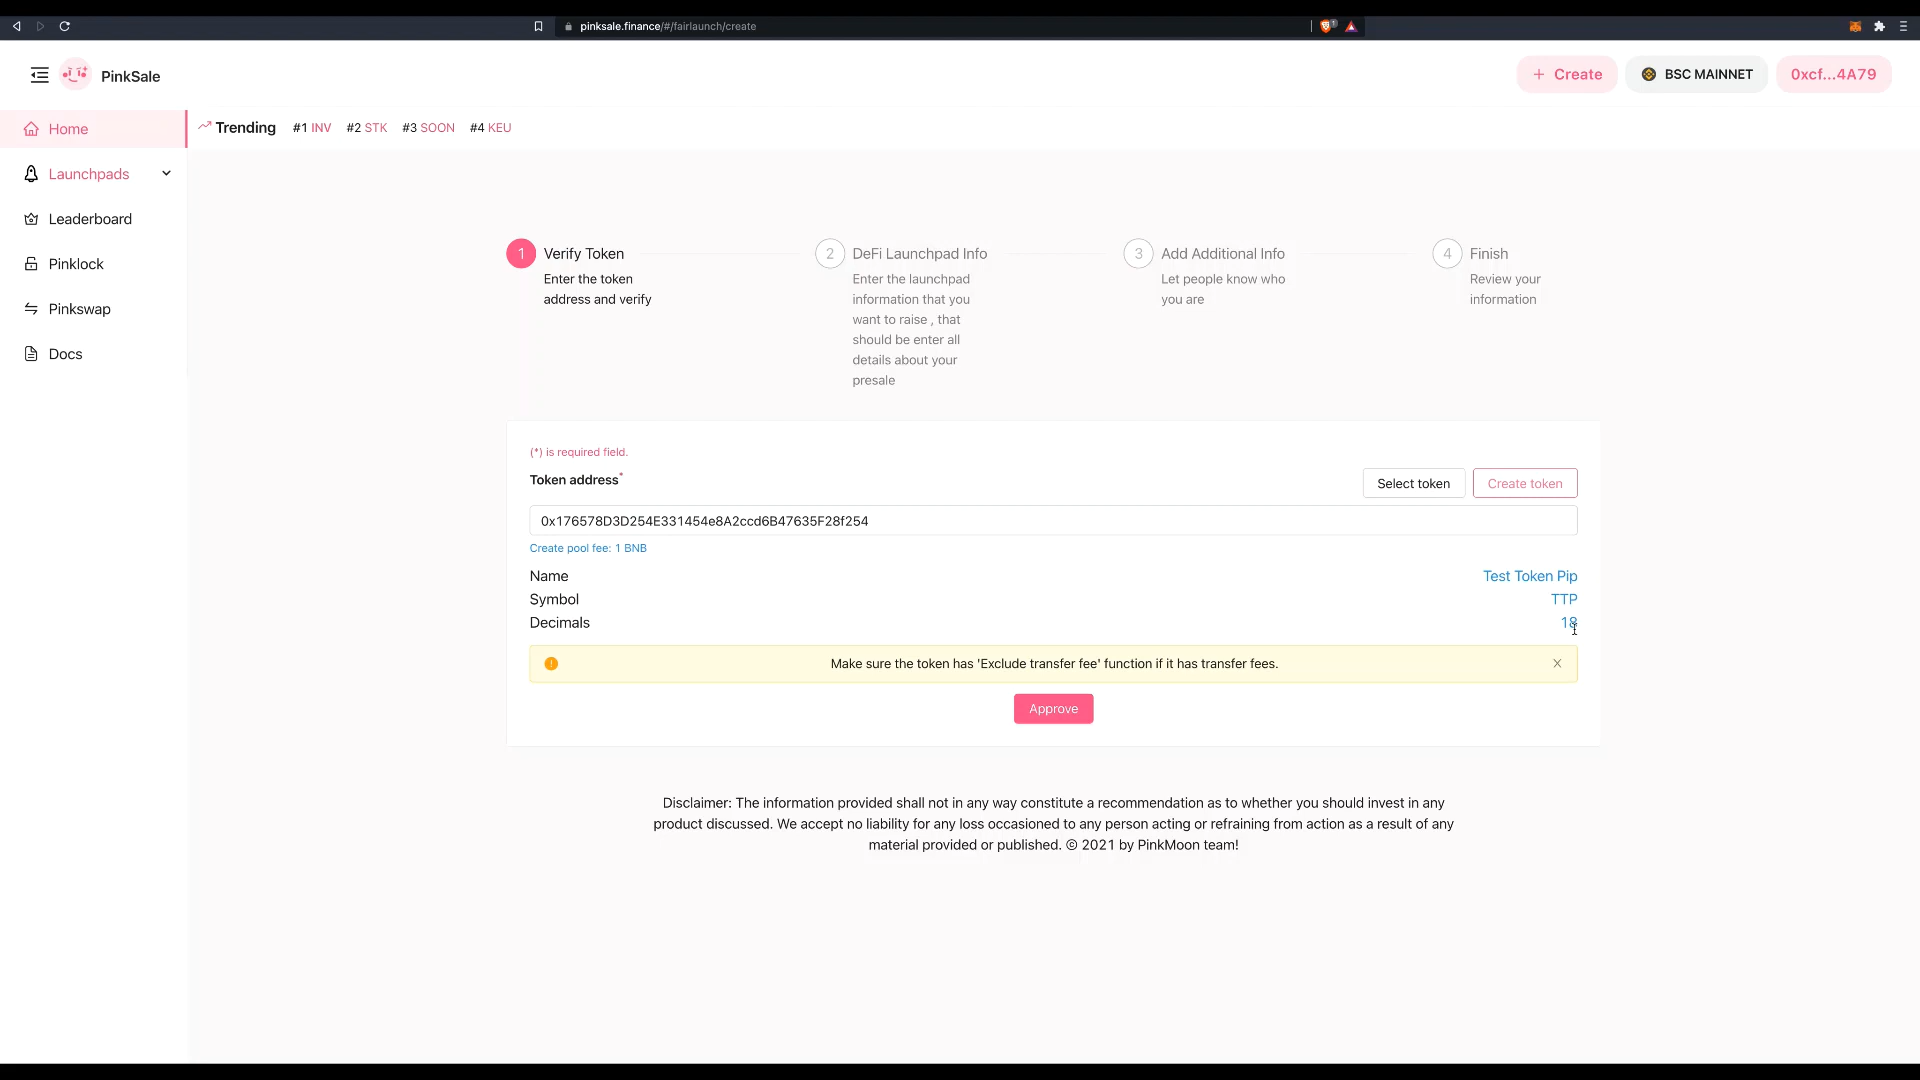 pinksale.finance/#/fairlaunch/create
1
PinkSale
+ Create
BSC MAINNET
0xcf...4A79
Home
Trending
#1 INV
#2 STK
#3 SOON
#4 KEU
Launchpads
Leaderboard
Pinklock
Pinkswap
Docs
1
Verify Token
Enter the token
address and verify
2
DeFi Launchpad Info
Enter the launchpad
information that you
want to raise , that
should be enter all
details about your
presale
3
Add Additional Info
Let people know who
you are
4
Finish
Review your
information
(*) is required field.
Token address*
Select token
Create token
0x176578D3D254E331454e8A2ccd6B47635F28f254
Create pool fee: 1 BNB
Name
Test Token Pip
Symbol
TTP
Decimals
18
Make sure the token has 'Exclude transfer fee' function if it has transfer fees.
Approve
Disclaimer: The information provided shall not in any way constitute a recommendation as to whether you should invest in any
product discussed. We accept no liability for any loss occasioned to any person acting or refraining from action as a result of any
material provided or published. © 2021 by PinkMoon team!